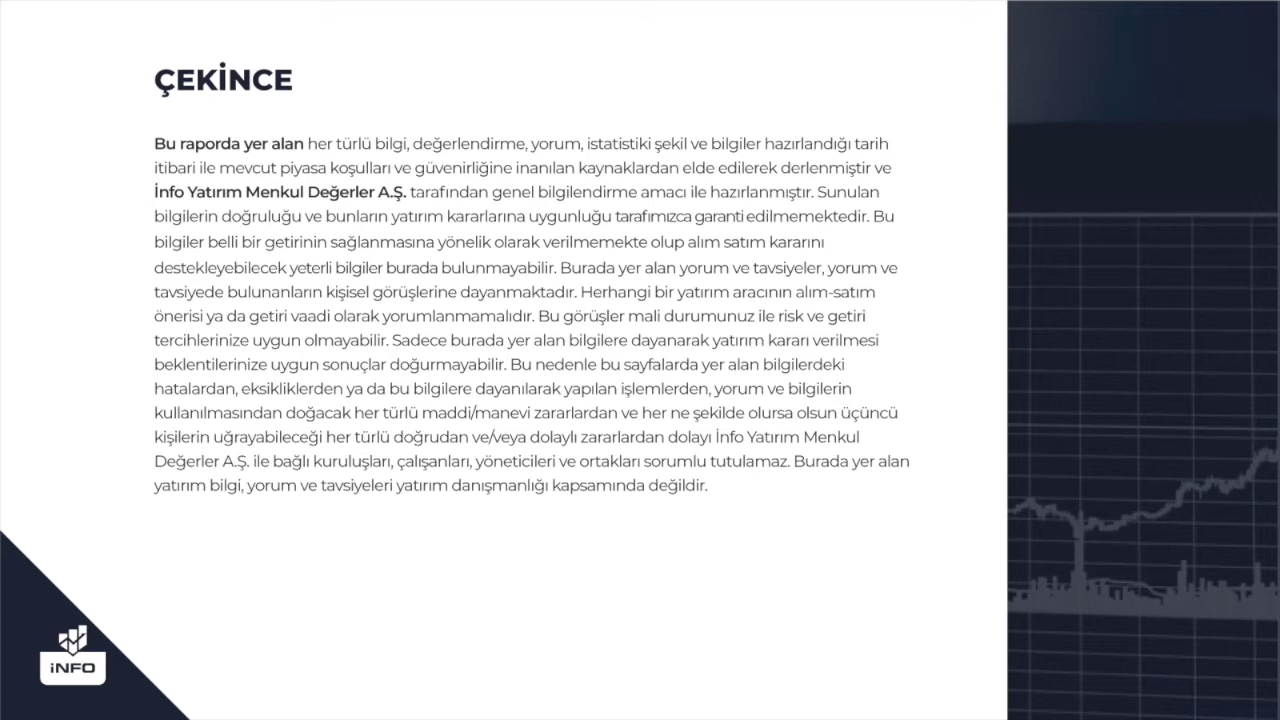 ÇEKİNCE
Bu raporda yer alan her türlü bilgi, değerlendirme, yorum, istatistiki şekil ve bilgiler hazırlandığı tarih
itibari ile mevcut piyasa koşulları ve güvenirliğine inanılan kaynaklardan elde edilerek derlenmiştir ve
İnfo Yatırım Menkul Değerler A.Ş. tarafından genel bilgilendirme amacı ile hazırlanmıştır. Sunulan
bilgilerin doğruluğu ve bunların yatırım kararlarına uygunluğu tarafımızca garanti edilmemektedir. Bu
bilgiler belli bir getirinin sağlanmasına yönelik olarak verilmemekte olup alım satım kararını
destekleyebilecek yeterli bilgiler burada bulunmayabilir. Burada yer alan yorum ve tavsiyeler, yorum ve
tavsiyede bulunanların kişisel görüşlerine dayanmaktadır. Herhangi bir yatırım aracının alım-satım
önerisi ya da getiri vaadi olarak yorumlanmamalıdır. Bu görüşler mali durumunuz ile risk ve getiri
tercihlerinize uygun olmayabilir. Sadece burada yer alan bilgilere dayanarak yatırım kararı verilmesi
beklentilerinize uygun sonuçlar doğurmayabilir. Bu nedenle bu sayfalarda yer alan bilgilerdeki
hatalardan, eksikliklerden ya da bu bilgilere dayanılarak yapılan işlemlerden, yorum ve bilgilerin
kullanılmasından doğacak her türlü maddi/manevi zararlardan ve her ne şekilde olursa olsun üçüncü
kişilerin uğrayabileceği her türlü doğrudan ve/veya dolaylı zararlardan dolayı İnfo Yatırım Menkul
Değerler A.Ş. ile bağlı kuruluşları, çalışanları, yöneticileri ve ortakları sorumlu tutulamaz. Burada yer alan
yatırım bilgi, yorum ve tavsiyeleri yatırım danışmanlığı kapsamında değildir.
iNFO